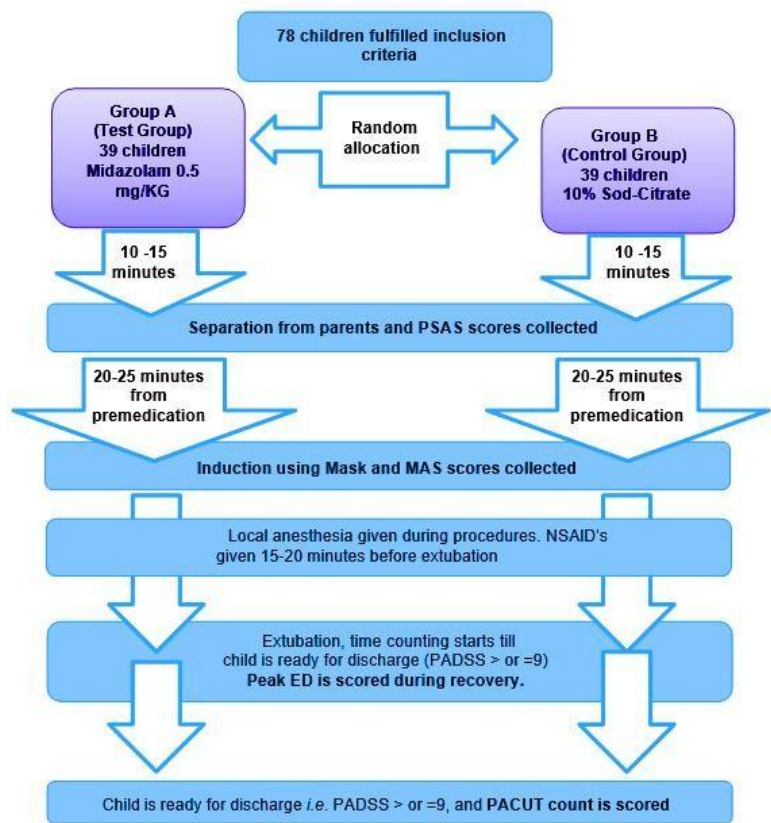 78 children fulfilled inclusion
criteria
Group A
(Test Group)
39 children
Midazolam 0.5
mg/KG
Random
allocation
Group B
(Control Group)
39 children
10% Sod-Citrate
10 -15
minutes
10 -15
minutes
Separation from parents and PSAS scores collected
20-25 minutes
from
premedication
20-25 minutes
from
premedication
Induction using Mask and MAS scores collected
Local anesthesia given during procedures. NSAID's
given 15-20 minutes before extubation
Extubation, time counting starts till
child is ready for discharge (PADSS > or =9)
Peak ED is scored during recovery.
Child is ready for discharge i.e. PADSS > or =9, and PACUT count is scored